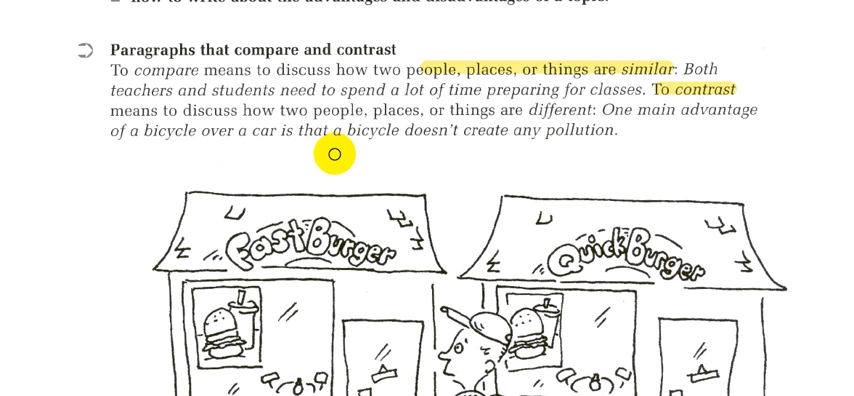 Paragraphs that compare and contrast
To compare means to discuss how two people, places, or things are similar: Both
teachers and students need to spend a lot of time preparing for classes. To contrast
means to discuss how two people, places, or things are different: One main advantage
of a bicycle over a car is that a bicycle doesn't create any pollution.
FastBurger QuickBurger